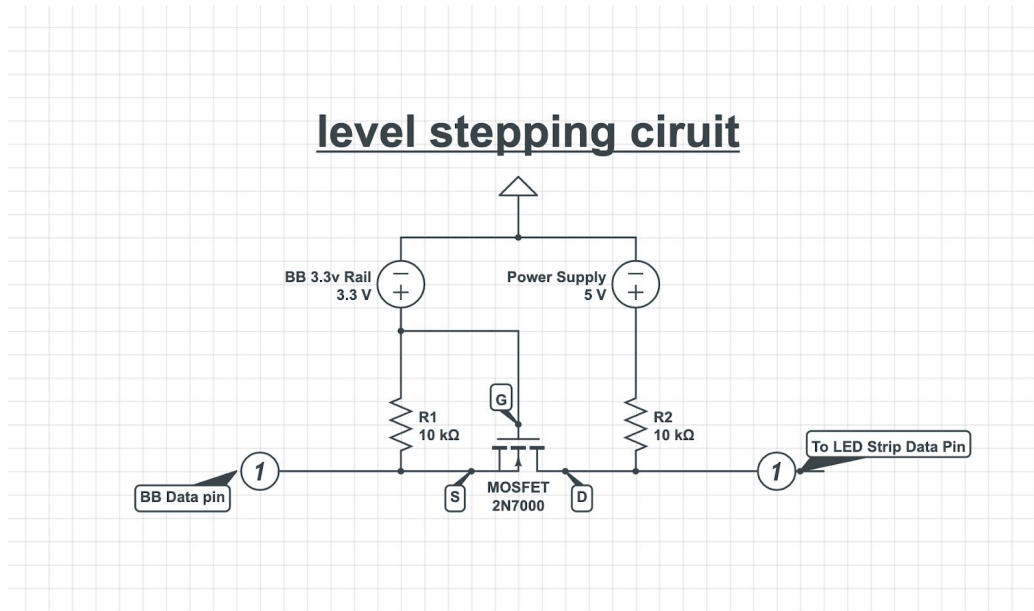 level stepping ciruit
BB 3.3v Rail
3.3 V
Power Supply
5 V
G
R1
10 kΩ
R2
10 kΩ
To LED Strip Data Pin
1
1
BB Data pin
S
MOSFET
2N7000
D